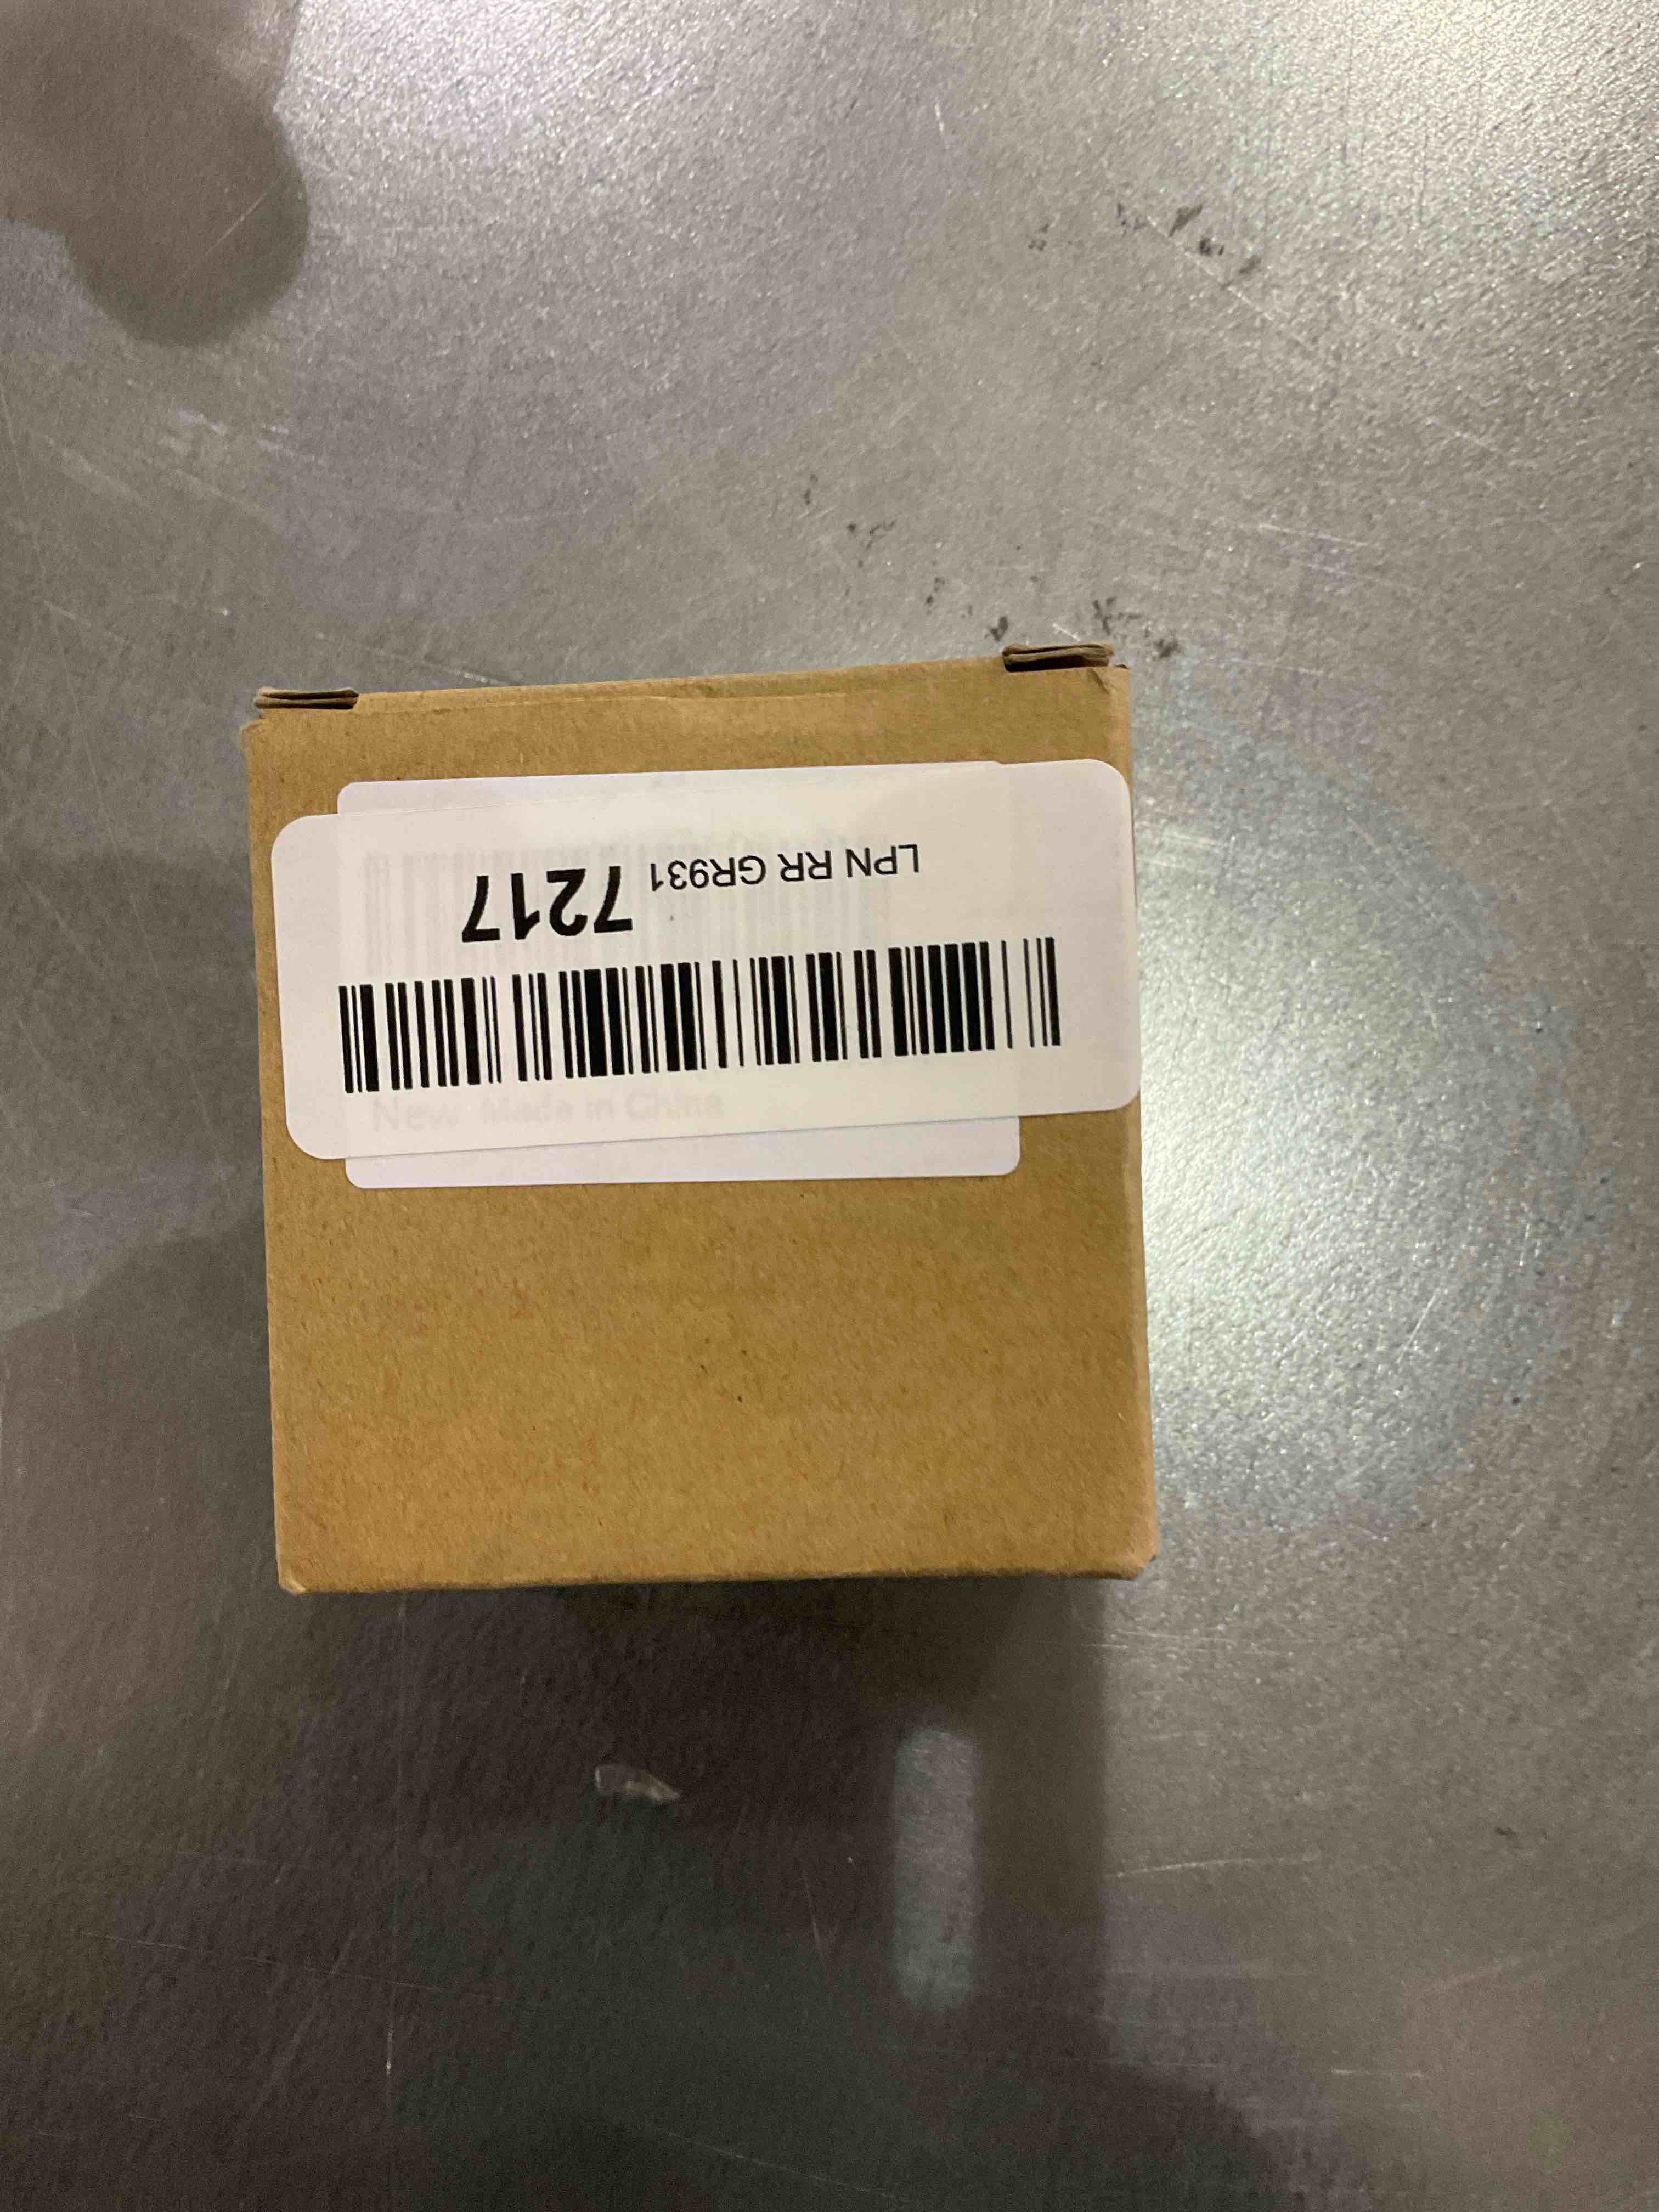 LPN RR GR931 7217
New Made in China